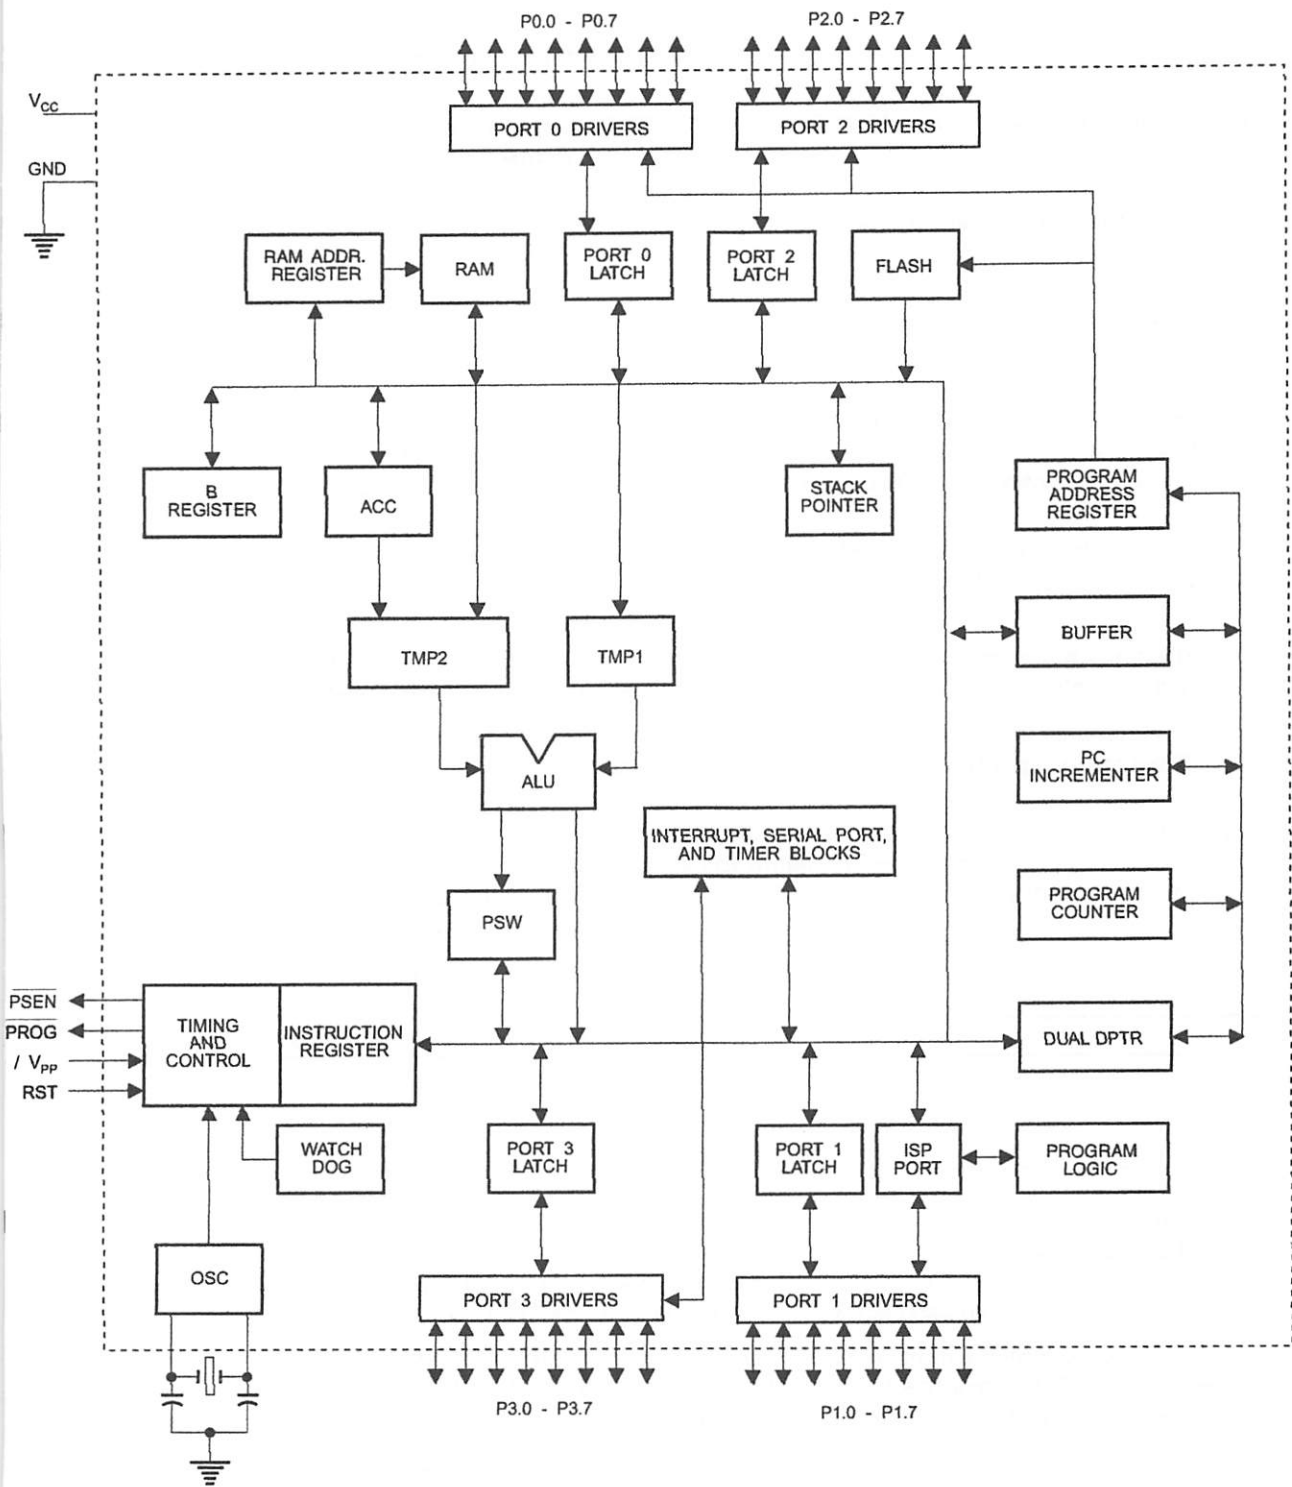 P0.0 - P0.7
P2.0 - P2.7
V_CC
PORT 0 DRIVERS
PORT 2 DRIVERS
GND
RAM ADDR.
REGISTER
RAM
PORT 0
LATCH
PORT 2
LATCH
FLASH
B
REGISTER
ACC
STACK
POINTER
PROGRAM
ADDRESS
REGISTER
BUFFER
TMP2
TMP1
ALU
PC
INCREMENTER
INTERRUPT, SERIAL PORT,
AND TIMER BLOCKS
PSW
PROGRAM
COUNTER
PSEN
PROG
/ V_PP
RST
TIMING
AND
CONTROL
INSTRUCTION
REGISTER
DUAL DPTR
WATCH
DOG
PORT 3
LATCH
PORT 1
LATCH
ISP
PORT
PROGRAM
LOGIC
OSC
PORT 3 DRIVERS
PORT 1 DRIVERS
P3.0 - P3.7
P1.0 - P1.7